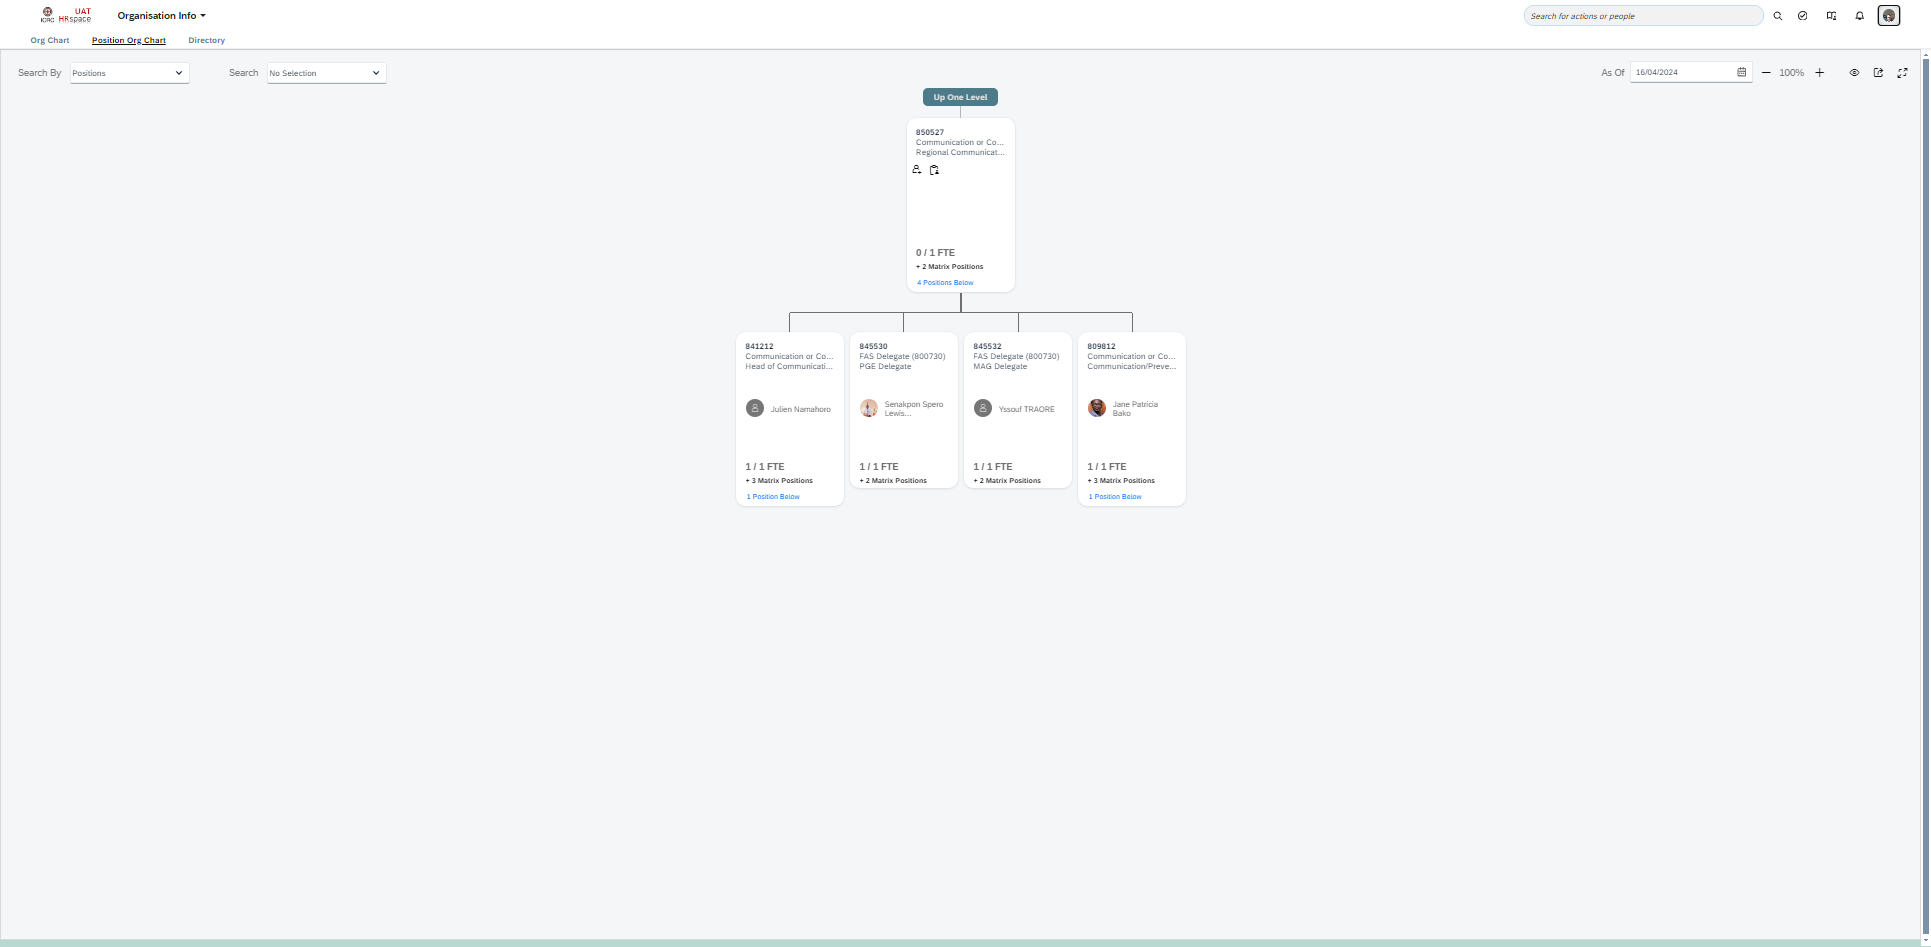 ICRC
UAT
HRspace
Organisation Info
Search for actions or people
Org Chart
Position Org Chart
Directory
Search By
Positions
Search
No Selection
As Of
16/04/2024
100%
Up One Level
850527
Communication or Co...
Regional Communicat...
0 / 1 FTE
+ 2 Matrix Positions
4 Positions Below
841212
Communication or Co...
Head of Communicati...
Julien Namahoro
1 / 1 FTE
+ 3 Matrix Positions
1 Position Below
845530
FAS Delegate (800730)
PGE Delegate
Senakpon Spero
Lewis...
1 / 1 FTE
+ 2 Matrix Positions
845532
FAS Delegate (800730)
MAG Delegate
Yssouf TRAORE
1 / 1 FTE
+ 2 Matrix Positions
809812
Communication or Co...
Communication/Preve...
Jane Patricia
Bako
1 / 1 FTE
+ 3 Matrix Positions
1 Position Below